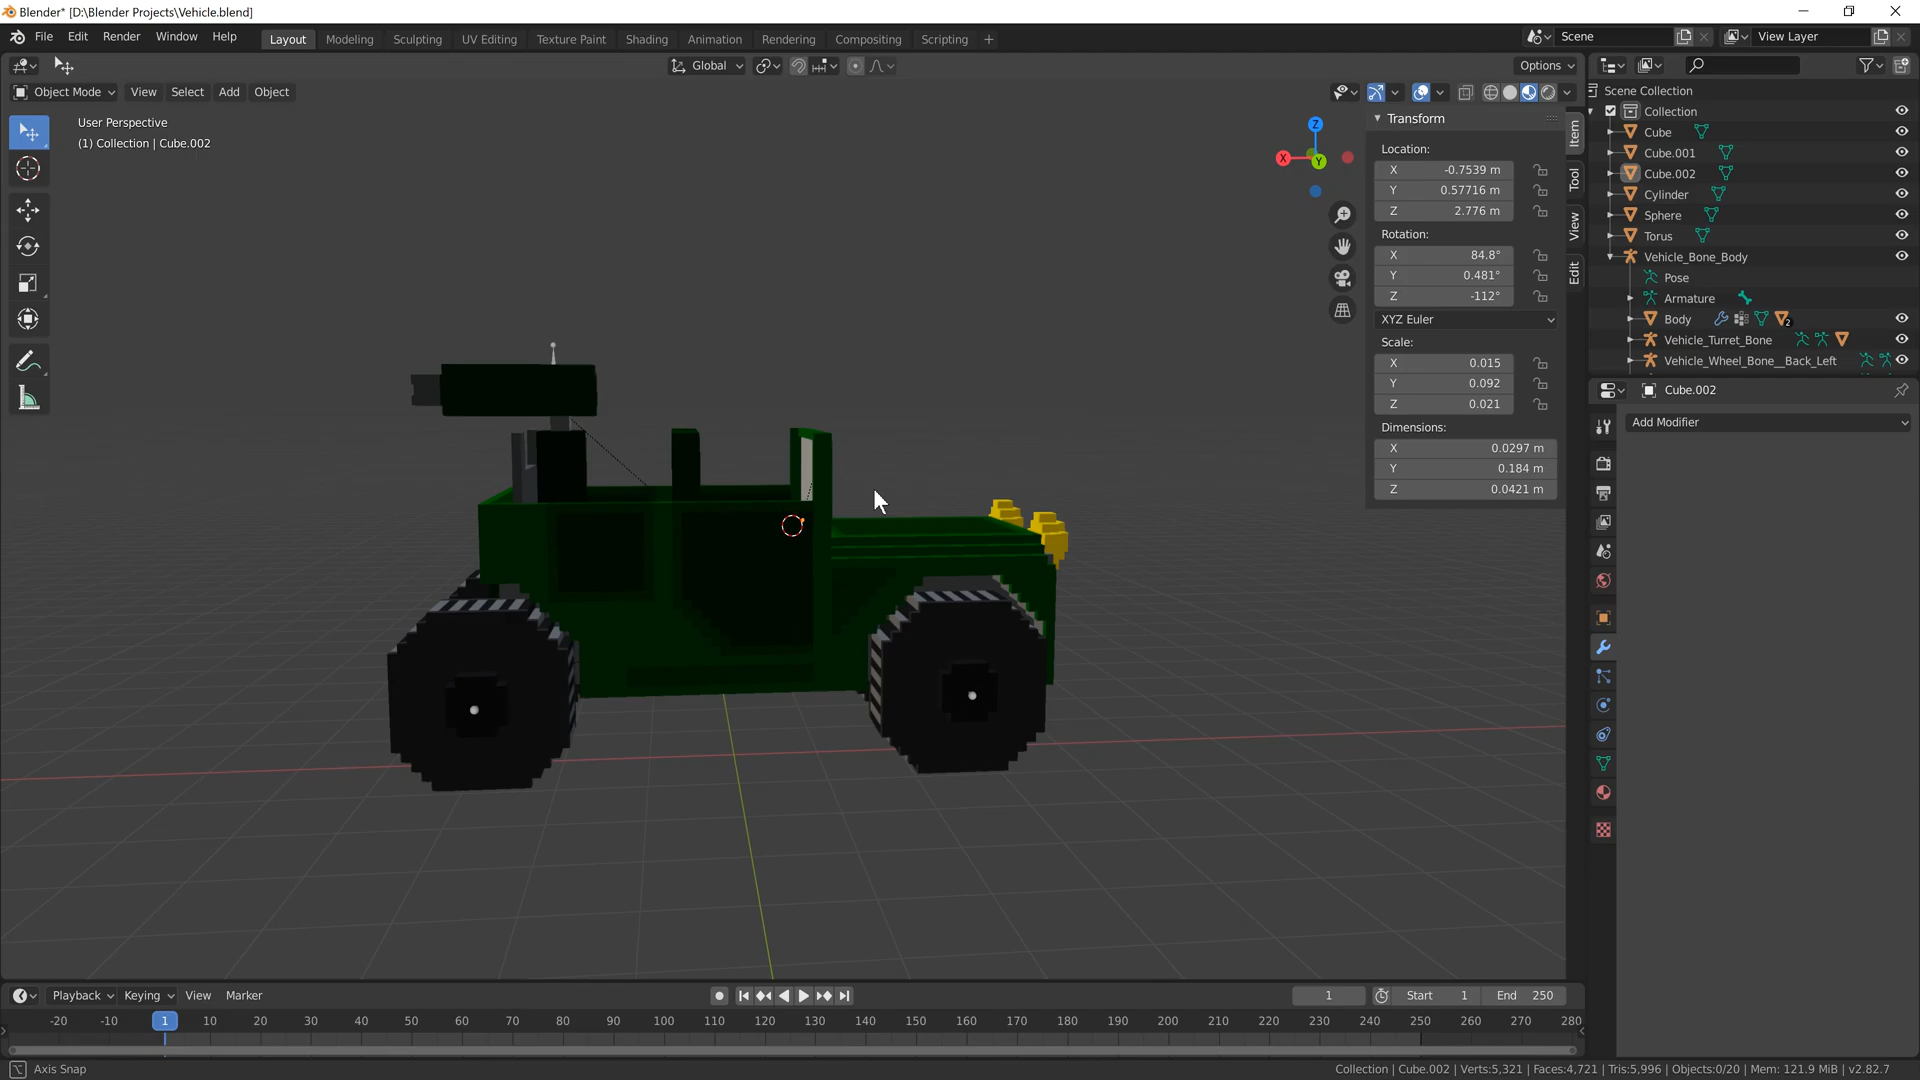 Blender* [D:\Blender Projects\Vehicle.blend]
File Edit Render Window Help
Layout Modeling Sculpting UV Editing Texture Paint Shading Animation Rendering Compositing Scripting +
Scene
View Layer
Global
Options
Object Mode View Select Add Object
User Perspective
(1) Collection | Cube.002
Z
X
Y
Transform
Location:
X -0.7539 m
Y 0.57716 m
Z 2.776 m
Rotation:
X 84.8°
Y 0.481°
Z -112°
XYZ Euler
Scale:
X 0.015
Y 0.092
Z 0.021
Dimensions:
X 0.0297 m
Y 0.184 m
Z 0.0421 m
Item
Tool
View
Edit
Scene Collection
Collection
Cube
Cube.001
Cube.002
Cylinder
Sphere
Torus
Vehicle_Bone_Body
Pose
Armature
Body 2
Vehicle_Turret_Bone
Vehicle_Wheel_Bone__Back_Left
Cube.002
Add Modifier
Playback Keying View Marker
1 Start 1 End 250
-20 -10 1 10 20 30 40 50 60 70 80 90 100 110 120 130 140 150 160 170 180 190 200 210 220 230 240 250 260 270 280
Axis Snap
Collection | Cube.002 | Verts:5,321 | Faces:4,721 | Tris:5,996 | Objects:0/20 | Mem: 121.9 MiB | v2.82.7